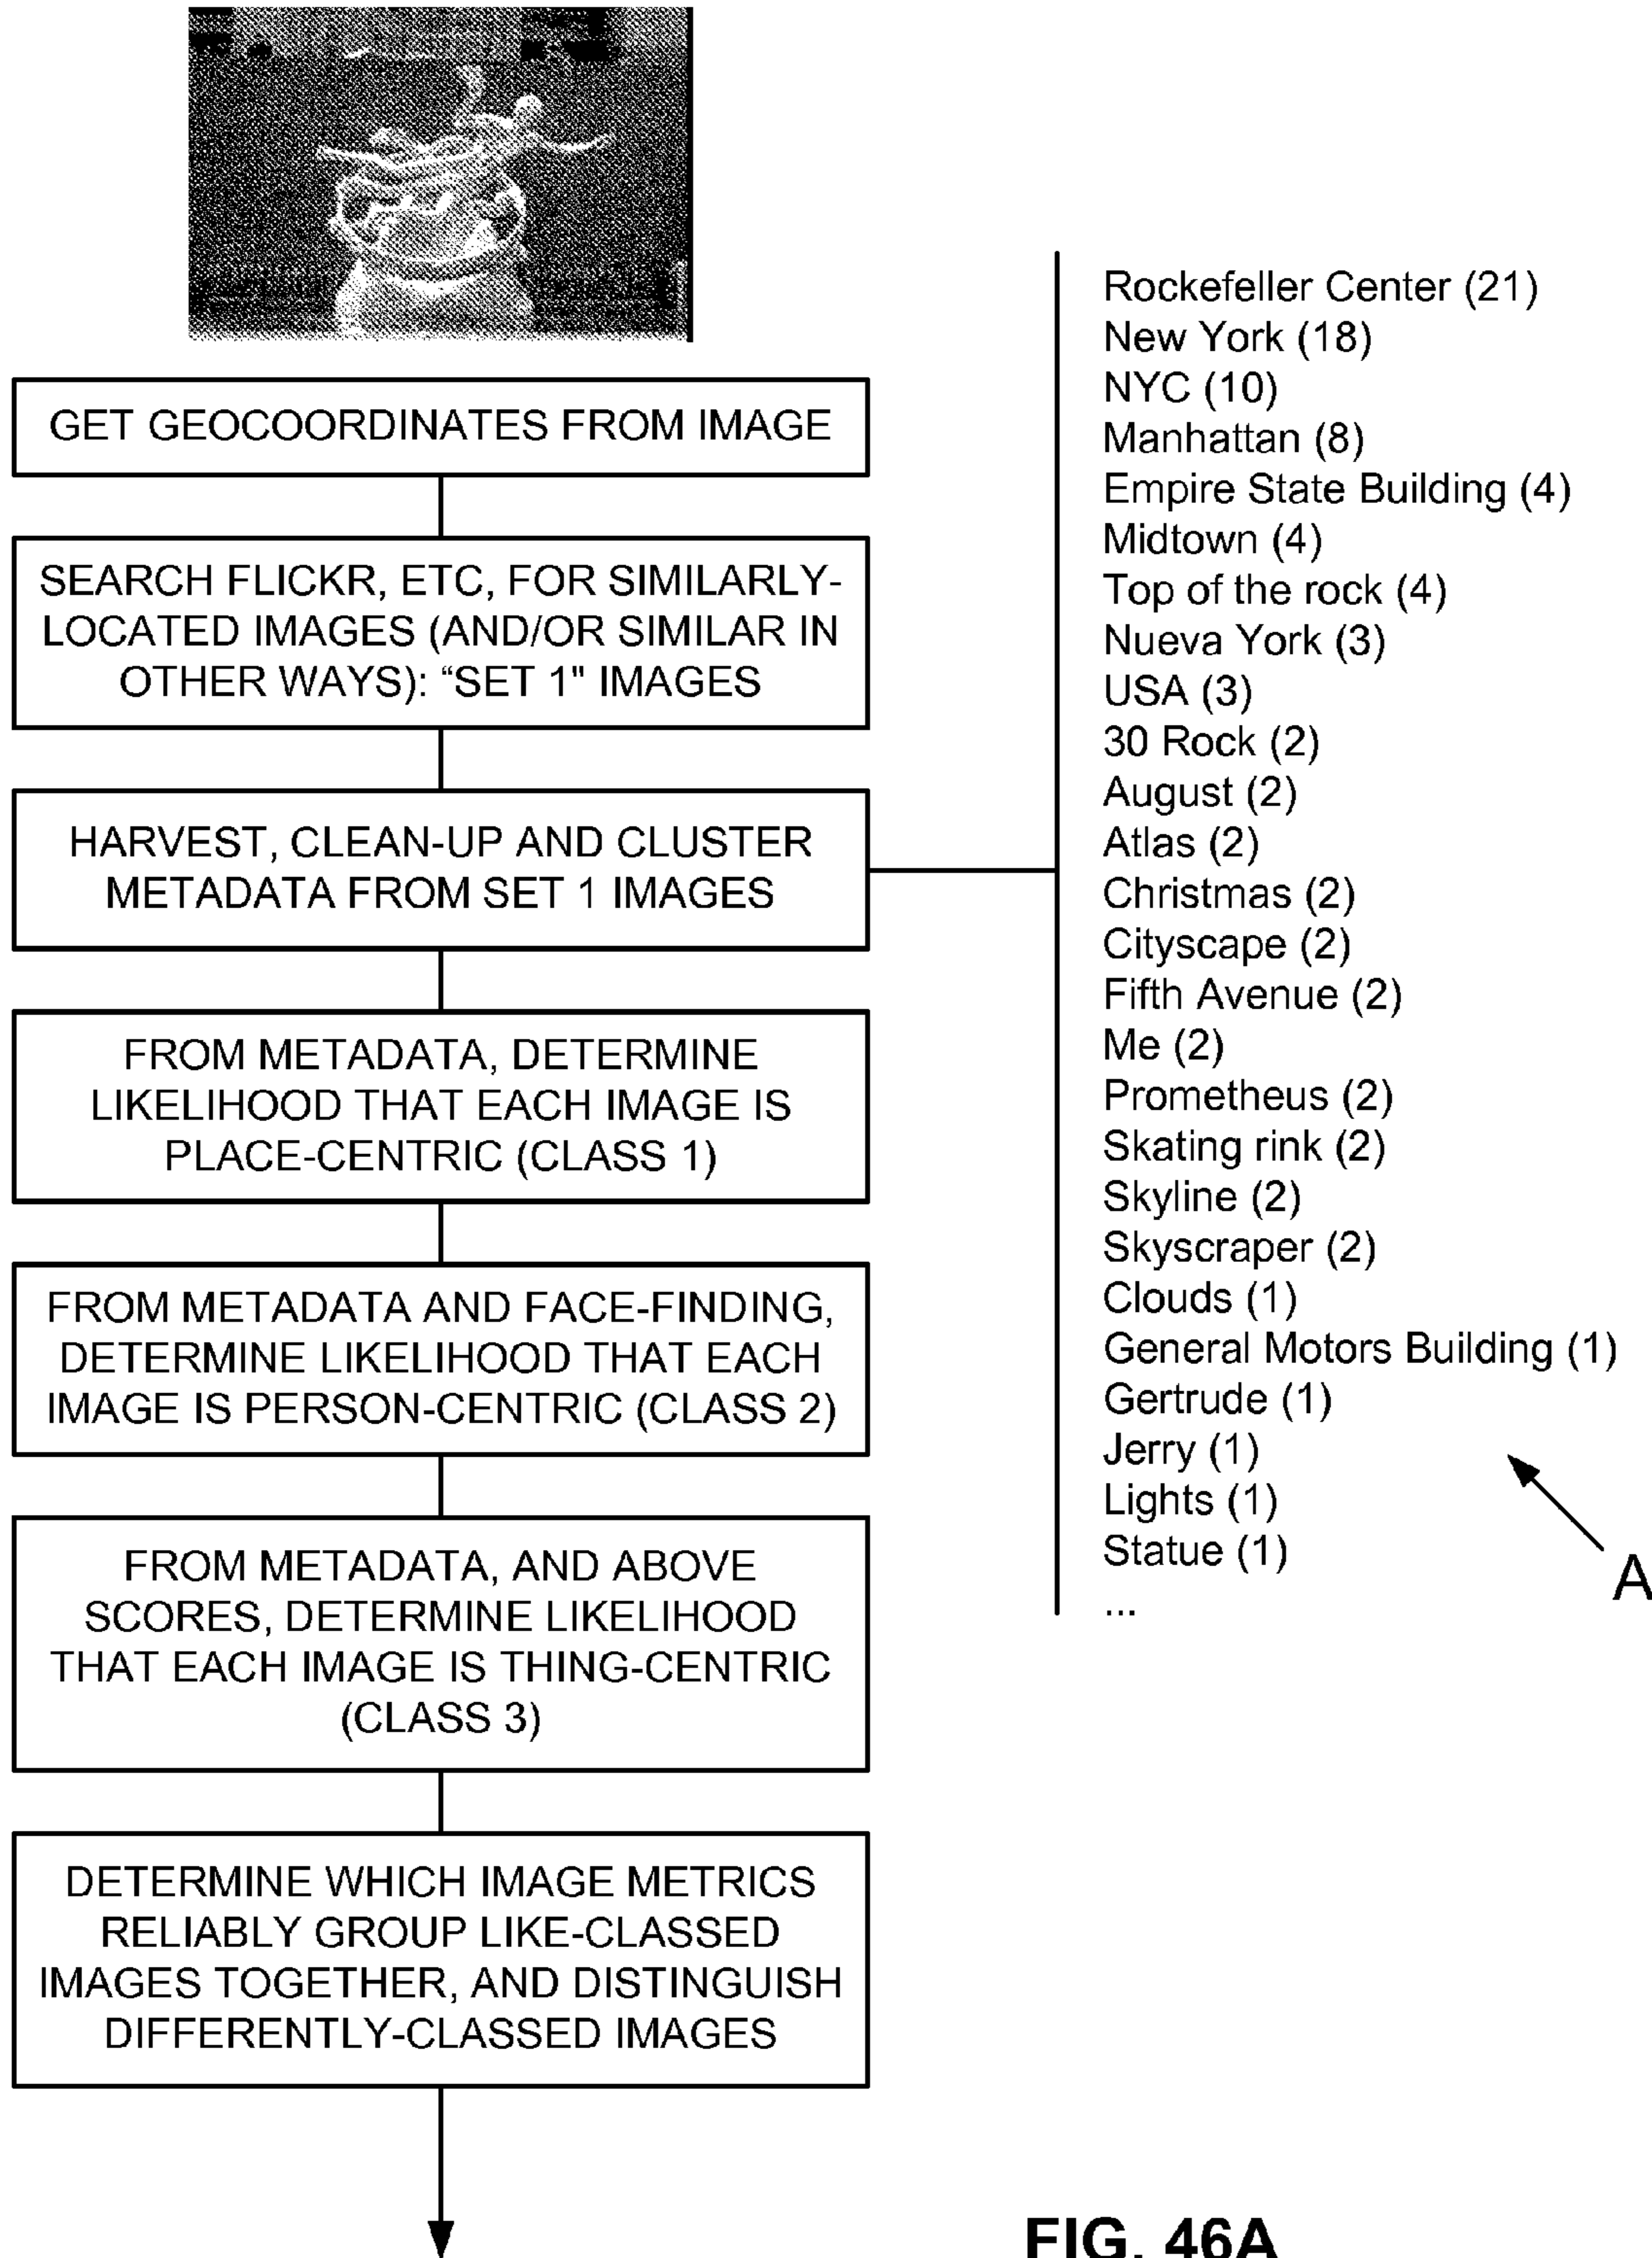 GET GEOCOORDINATES FROM IMAGE
SEARCH FLICKR, ETC, FOR SIMILARLY-
LOCATED IMAGES (AND/OR SIMILAR IN
OTHER WAYS): “SET 1" IMAGES
HARVEST, CLEAN-UP AND CLUSTER
METADATA FROM SET 1 IMAGES
FROM METADATA, DETERMINE
LIKELIHOOD THAT EACH IMAGE IS
PLACE-CENTRIC (CLASS 1)
FROM METADATA AND FACE-FINDING,
DETERMINE LIKELIHOOD THAT EACH
IMAGE IS PERSON-CENTRIC (CLASS 2)
FROM METADATA, AND ABOVE
SCORES, DETERMINE LIKELIHOOD
THAT EACH IMAGE IS THING-CENTRIC
(CLASS 3)
DETERMINE WHICH IMAGE METRICS
RELIABLY GROUP LIKE-CLASSED
IMAGES TOGETHER, AND DISTINGUISH
DIFFERENTLY-CLASSED IMAGES
Rockefeller Center (21)
New York (18)
NYC (10)
Manhattan (8)
Empire State Building (4)
Midtown (4)
Top of the rock (4)
Nueva York (3)
USA (3)
30 Rock (2)
August (2)
Atlas (2)
Christmas (2)
Cityscape (2)
Fifth Avenue (2)
Me (2)
Prometheus (2)
Skating rink (2)
Skyline (2)
Skyscraper (2)
Clouds (1)
General Motors Building (1)
Gertrude (1)
Jerry (1)
Lights (1)
Statue (1)
...
A
FIG. 46A